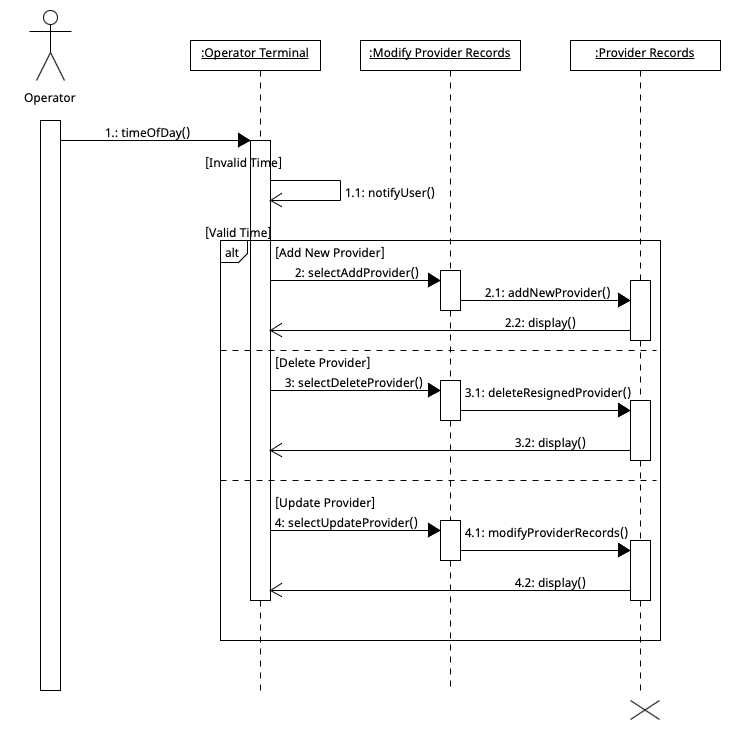 Operator
:Operator Terminal
:Modify Provider Records
:Provider Records
1.: timeOfDay()
[Invalid Time]
1.1: notifyUser()
[Valid Time]
alt
[Add New Provider]
2: selectAddProvider()
2.1: addNewProvider()
2.2: display()
[Delete Provider]
3: selectDeleteProvider()
3.1: deleteResignedProvider()
3.2: display()
[Update Provider]
4: selectUpdateProvider()
4.1: modifyProviderRecords()
4.2: display()